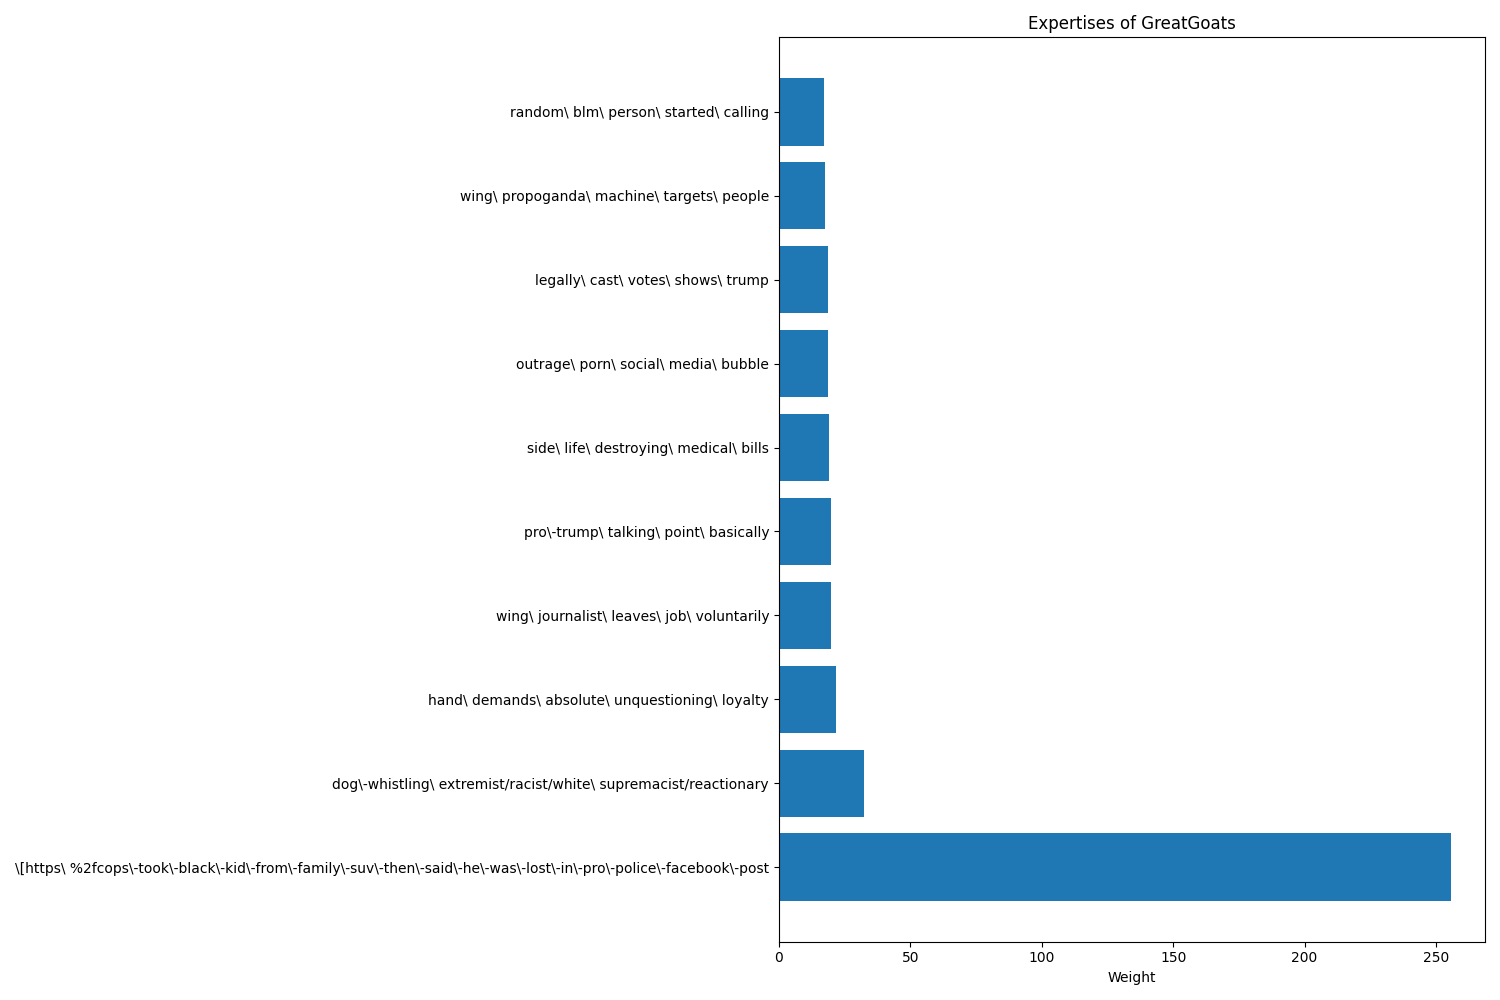 Expertises of GreatGoats
random\ blm\ person\ started\ calling
wing\ propoganda\ machine\ targets\ people
legally\ cast\ votes\ shows\ trump
outrage\ porn\ social\ media\ bubble
side\ life\ destroying\ medical\ bills
pro\-trump\ talking\ point\ basically
wing\ journalist\ leaves\ job\ voluntarily
hand\ demands\ absolute\ unquestioning\ loyalty
dog\-whistling\ extremist/racist/white\ supremacist/reactionary
\[https\ %2fcops\-took\-black\-kid\-from\-family\-suv\-then\-said\-he\-was\-lost\-in\-pro\-police\-facebook\-post
0 50 100 150 200 250
Weight